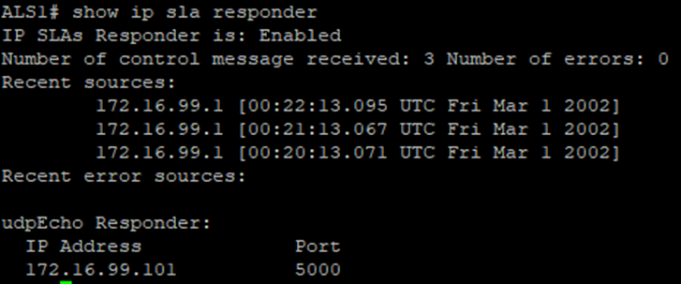 ALS1# show ip sla responder
IP SLAs Responder is: Enabled
Number of control message received: 3 Number of errors: 0
Recent sources:
172.16.99.1 [00:22:13.095 UTC Fri Mar 1 2002]
172.16.99.1 [00:21:13.067 UTC Fri Mar 1 2002]
172.16.99.1 [00:20:13.071 UTC Fri Mar 1 2002]
Recent error sources:
udpEcho Responder:
IP Address Port
172.16.99.101 5000